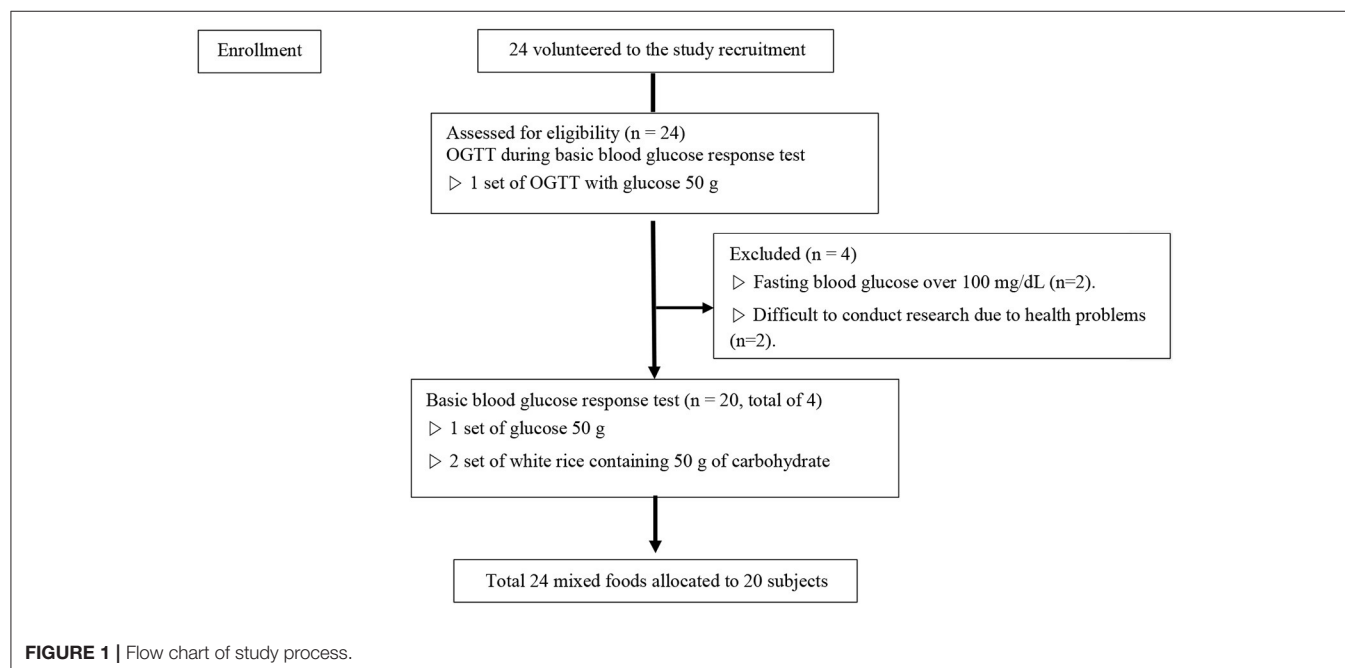 Enrollment
24 volunteered to the study recruitment
Assessed for eligibility (n = 24)
OGTT during basic blood glucose response test
▷ 1 set of OGTT with glucose 50 g
Excluded (n = 4)
▷ Fasting blood glucose over 100 mg/dL (n=2).
▷ Difficult to conduct research due to health problems
(n=2).
Basic blood glucose response test (n = 20, total of 4)
▷ 1 set of glucose 50 g
▷ 2 set of white rice containing 50 g of carbohydrate
Total 24 mixed foods allocated to 20 subjects
FIGURE 1 | Flow chart of study process.